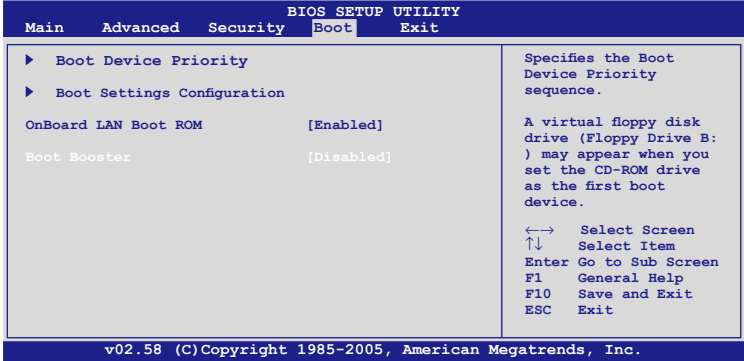 BIOS SETUP UTILITY
Main Advanced Security Boot Exit
Boot Device Priority
Boot Settings Configuration
OnBoard LAN Boot ROM [Enabled]
Boot Booster [Disabled]
Specifies the Boot
Device Priority
sequence.
A virtual floppy disk
drive (Floppy Drive B:
) may appear when you
set the CD-ROM drive
as the first boot
device.
←→ Select Screen
↑↓ Select Item
Enter Go to Sub Screen
F1 General Help
F10 Save and Exit
ESC Exit
v02.58 (C)Copyright 1985-2005, American Megatrends, Inc.